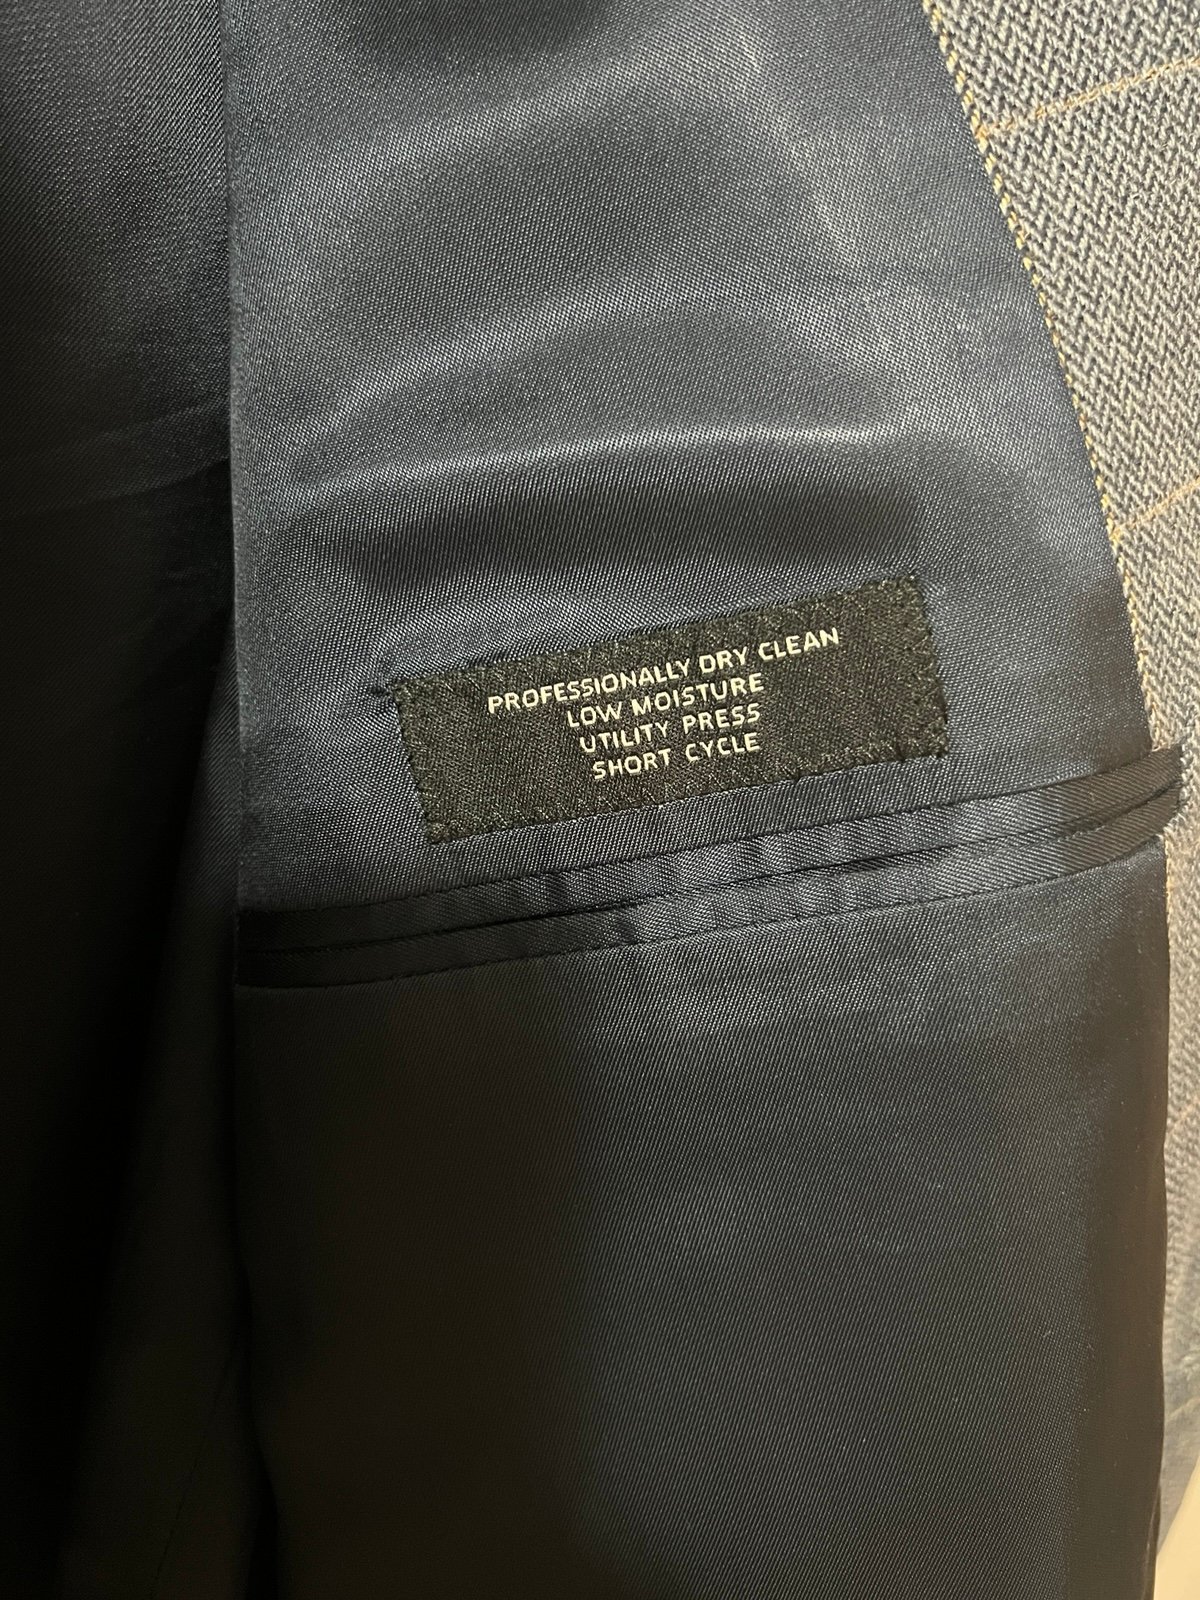 PROFESSIONALLY DRY CLEAN
LOW MOISTURE
UTILITY PRESS
SHORT CYCLE